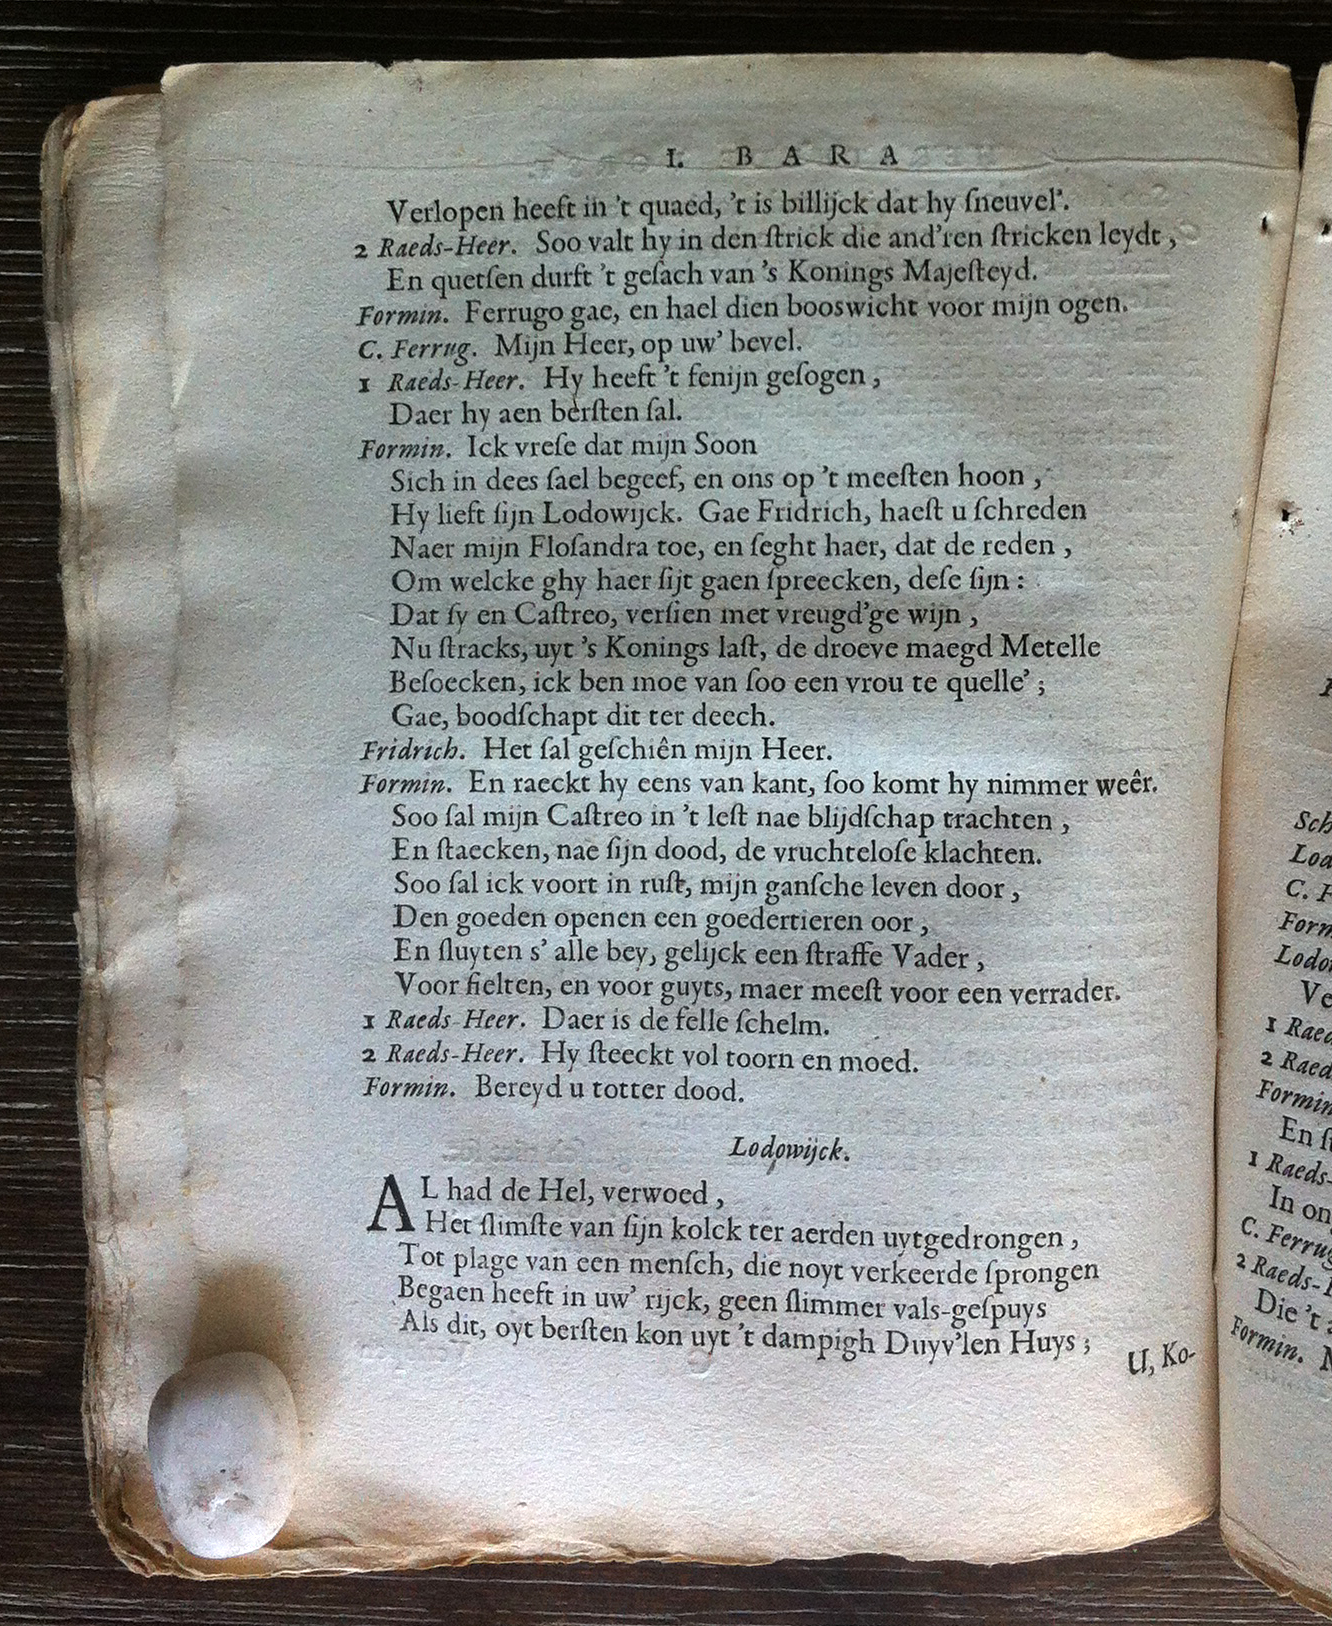 I. BARA
Verlopen heeft in 't quaed, 't is billijck dat hy ſneuvel'.
2 Raeds-Heer. Soo valt hy in den ſtrick die and'ren ſtricken leydt,
En quetſen durft 't geſach van 's Konings Majeſteyd.
Formin. Ferrugo gae, en hael dien booswicht voor mijn ogen.
C. Ferrug. Mijn Heer, op uw' bevel.
1 Raeds-Heer. Hy heeft 't fenijn geſogen,
Daer hy aen berſten ſal.
Formin. Ick vreſe dat mijn Soon
Sich in dees ſael begeef, en ons op 't meeſten hoon,
Hy lieft ſijn Lodowijck. Gae Fridrich, haeſt u ſchreden
Naer mijn Floſandra toe, en ſeght haer, dat de reden,
Om welcke ghy haer ſijt gaen ſpreecken, deſe ſijn:
Dat ſy en Caſtreo, verſien met vreugd'ge wijn,
Nu ſtracks, uyt 's Konings laſt, de droeve maegd Metelle
Beſoecken, ick ben moe van ſoo een vrou te quelle';
Gae, boodſchapt dit ter deech.
Fridrich. Het ſal geſchiên mijn Heer.
Formin. En raeckt hy eens van kant, ſoo komt hy nimmer weêr.
Soo ſal mijn Caſtreo in 't leſt nae blijdſchap trachten,
En ſtaecken, nae ſijn dood, de vruchteloſe klachten.
Soo ſal ick voort in ruſt, mijn ganſche leven door,
Den goeden openen een goedertieren oor,
En ſluyten s' alle bey, gelijck een ſtraffe Vader,
Voor fielten, en voor guyts, maer meeſt voor een verrader.
1 Raeds-Heer. Daer is de felle ſchelm.
2 Raeds-Heer. Hy ſteeckt vol toorn en moed.
Formin. Bereyd u totter dood.
Lodowijck.
AL had de Hel, verwoed,
Het ſlimſte van ſijn kolck ter aerden uytgedrongen,
Tot plage van een menſch, die noyt verkeerde ſprongen
Begaen heeft in uw' rijck, geen ſlimmer vals-geſpuys
Als dit, oyt berſten kon uyt 't dampigh Duyv'len Huys;
U, Ko-
Sch
Lod
C. F
Form
Lodo
Ve
1 Raed
2 Raed
Formin
En ſt
1 Raeds-
In on
C. Ferrug
2 Raeds-
Die 't
Formin.